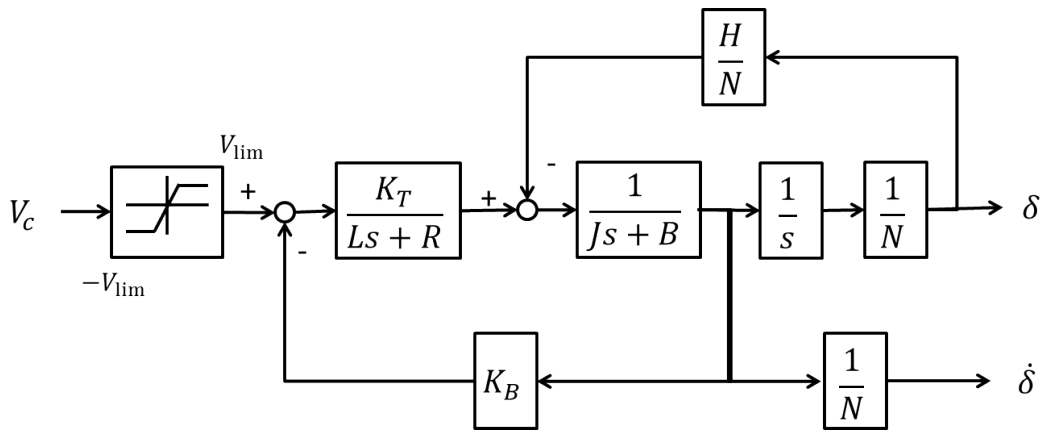 H
N
V_lim
V_c
+
-
K_T
Ls + R
+
-
1
Js + B
1
s
1
N
δ
−V_lim
K_B
1
N
δ̇